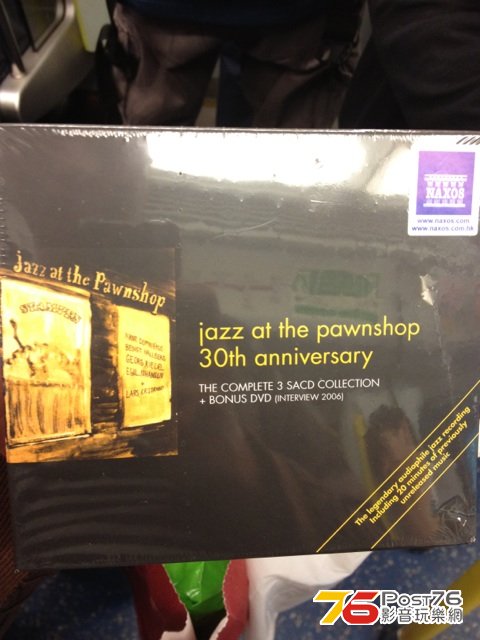 NAXOS
www.naxos.com
www.naxos.com.hk
jazz at the Pawnshop
jazz at the pawnshop
30th anniversary
THE COMPLETE 3 SACD COLLECTION
+ BONUS DVD (INTERVIEW 2006)
The legendary audiophile jazz recording
Including 20 minutes of previously
unreleased music
76 Post76
影音玩樂網